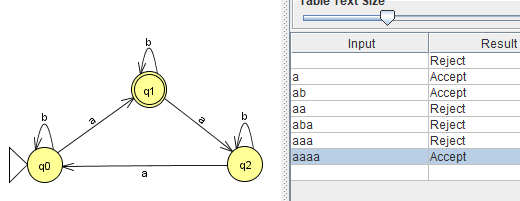 Table Text Size
Input Result
Reject
a Accept
ab Accept
aa Reject
aba Reject
aaa Reject
aaaa Accept
b
q1
a
a
b
b
q0
q2
a